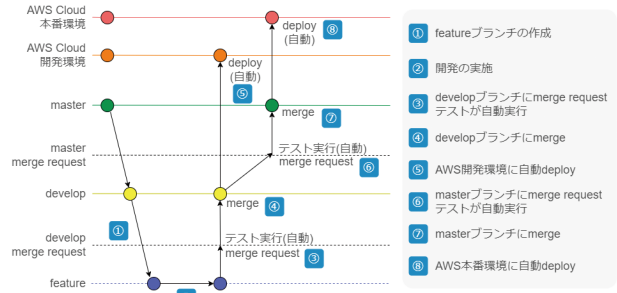 AWS Cloud
本番環境
AWS Cloud
開発環境
master
master
merge request
develop
develop
merge request
feature
deploy
(自動)
⑧
deploy
(自動)
⑤
merge
⑦
テスト実行(自動)
merge request
⑥
merge
④
①
テスト実行(自動)
merge request
③
① featureブランチの作成
② 開発の実施
③ developブランチにmerge request
テストが自動実行
④ developブランチにmerge
⑤ AWS開発環境に自動deploy
⑥ masterブランチにmerge request
テストが自動実行
⑦ masterブランチにmerge
⑧ AWS本番環境に自動deploy